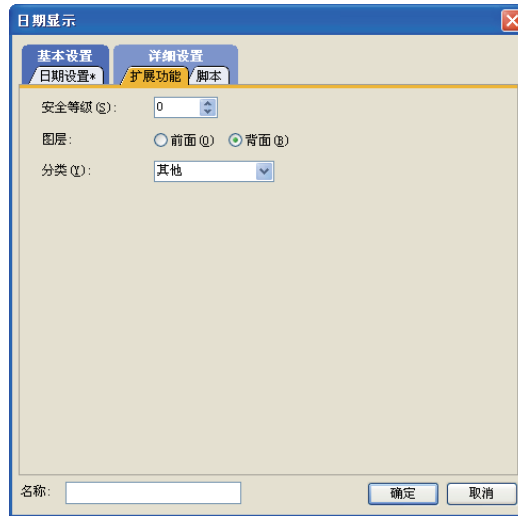 日期显示
基本设置 详细设置
日期设置* 扩展功能 脚本
安全等级(S): 0
图层: 前面(O) 背面(B)
分类(Y): 其他
名称: 确定 取消